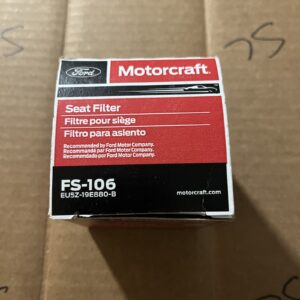 Ford
Motorcraft
Seat Filter
Filtre pour siège
Filtro para asiento
Recommended by Ford Motor Company.
Recommandé par Ford Motor Company.
Recomendado por Ford Motor Company.
FS-106
EU5Z-19E880-B
motorcraft.com